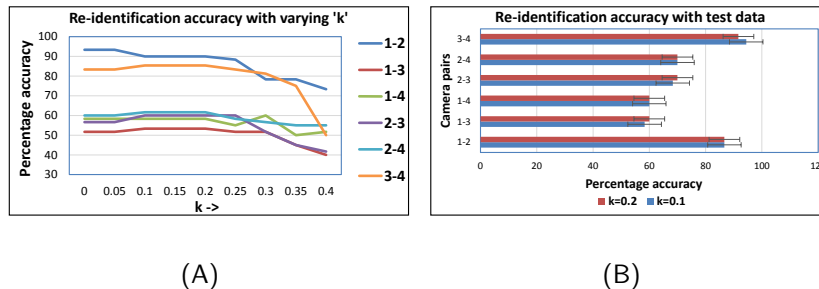 Re-identification accuracy with varying 'k'
Percentage accuracy
100
90
80
70
60
50
40
30
0 0.05 0.1 0.15 0.2 0.25 0.3 0.35 0.4
k ->
1-2
1-3
1-4
2-3
2-4
3-4
(A)
Re-identification accuracy with test data
Camera pairs
3-4
2-4
2-3
1-4
1-3
1-2
0 20 40 60 80 100 120
Percentage accuracy
k=0.2 k=0.1
(B)